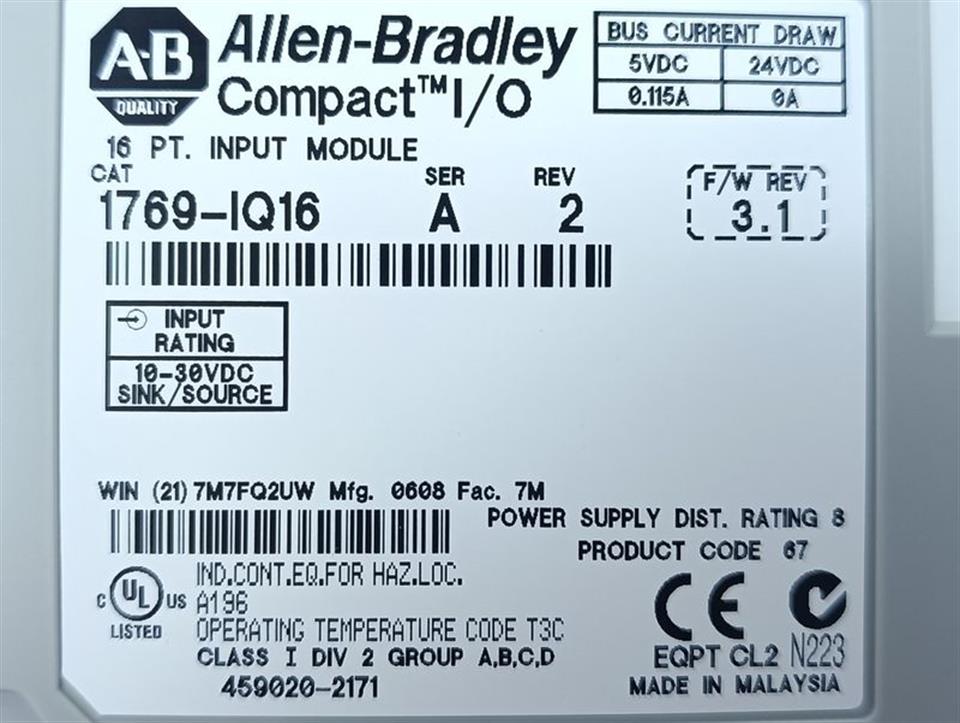 A-B
QUALITY
Allen-Bradley
Compact™ I/O
BUS CURRENT DRAW
5VDC 24VDC
0.115A 0A
16 PT. INPUT MODULE
CAT SER REV
1769-IQ16 A 2
F/W REV
3.1
INPUT
RATING
10-30VDC
SINK/SOURCE
WIN (21) 7M7FQ2UW Mfg. 0608 Fac. 7M
POWER SUPPLY DIST. RATING 8
PRODUCT CODE 67
C UL US
LISTED
IND.CONT.EQ.FOR HAZ.LOC.
A196
OPERATING TEMPERATURE CODE T3C
CLASS I DIV 2 GROUP A,B,C,D
459020-2171
CE
EQPT CL2 N223
MADE IN MALAYSIA